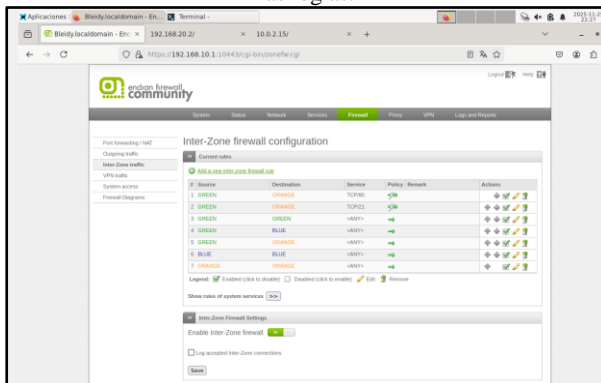 Aplicaciones
Bleidy.localdomain - En...
Terminal -
2025-11-2
22:27
Bleidy.localdomain - En
192.168.20.2/
10.0.2.15/
https://192.168.10.1:10443/cgi-bin/zonefw.cgi
Logout Help
endian firewall
community
System Status Network Services Firewall Proxy VPN Logs and Reports
Port forwarding / NAT
Outgoing traffic
Inter-Zone traffic
VPN traffic
System access
Firewall Diagrams
Inter-Zone firewall configuration
Current rules
Add a new inter-zone firewall rule
# Source Destination Service Policy Remark Actions
1 GREEN ORANGE TCP/80
2 GREEN ORANGE TCP/21
3 GREEN GREEN <ANY>
4 GREEN BLUE <ANY>
5 GREEN ORANGE <ANY>
6 BLUE BLUE <ANY>
7 ORANGE ORANGE <ANY>
Legend: Enabled (click to disable) Disabled (click to enable) Edit Remove
Show rules of system services >>
Inter-Zone Firewall Settings
Enable Inter-Zone firewall
Log accepted Inter-Zone connections
Save